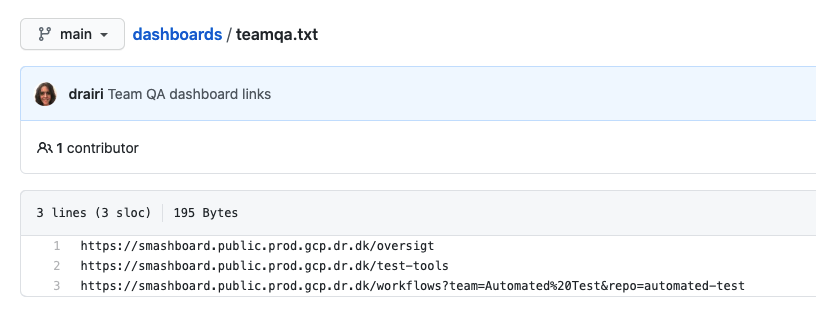 main dashboards / teamqa.txt
drairi Team QA dashboard links
1 contributor
3 lines (3 sloc) 195 Bytes
1 https://smashboard.public.prod.gcp.dr.dk/oversigt
2 https://smashboard.public.prod.gcp.dr.dk/test-tools
3 https://smashboard.public.prod.gcp.dr.dk/workflows?team=Automated%20Test&repo=automated-test